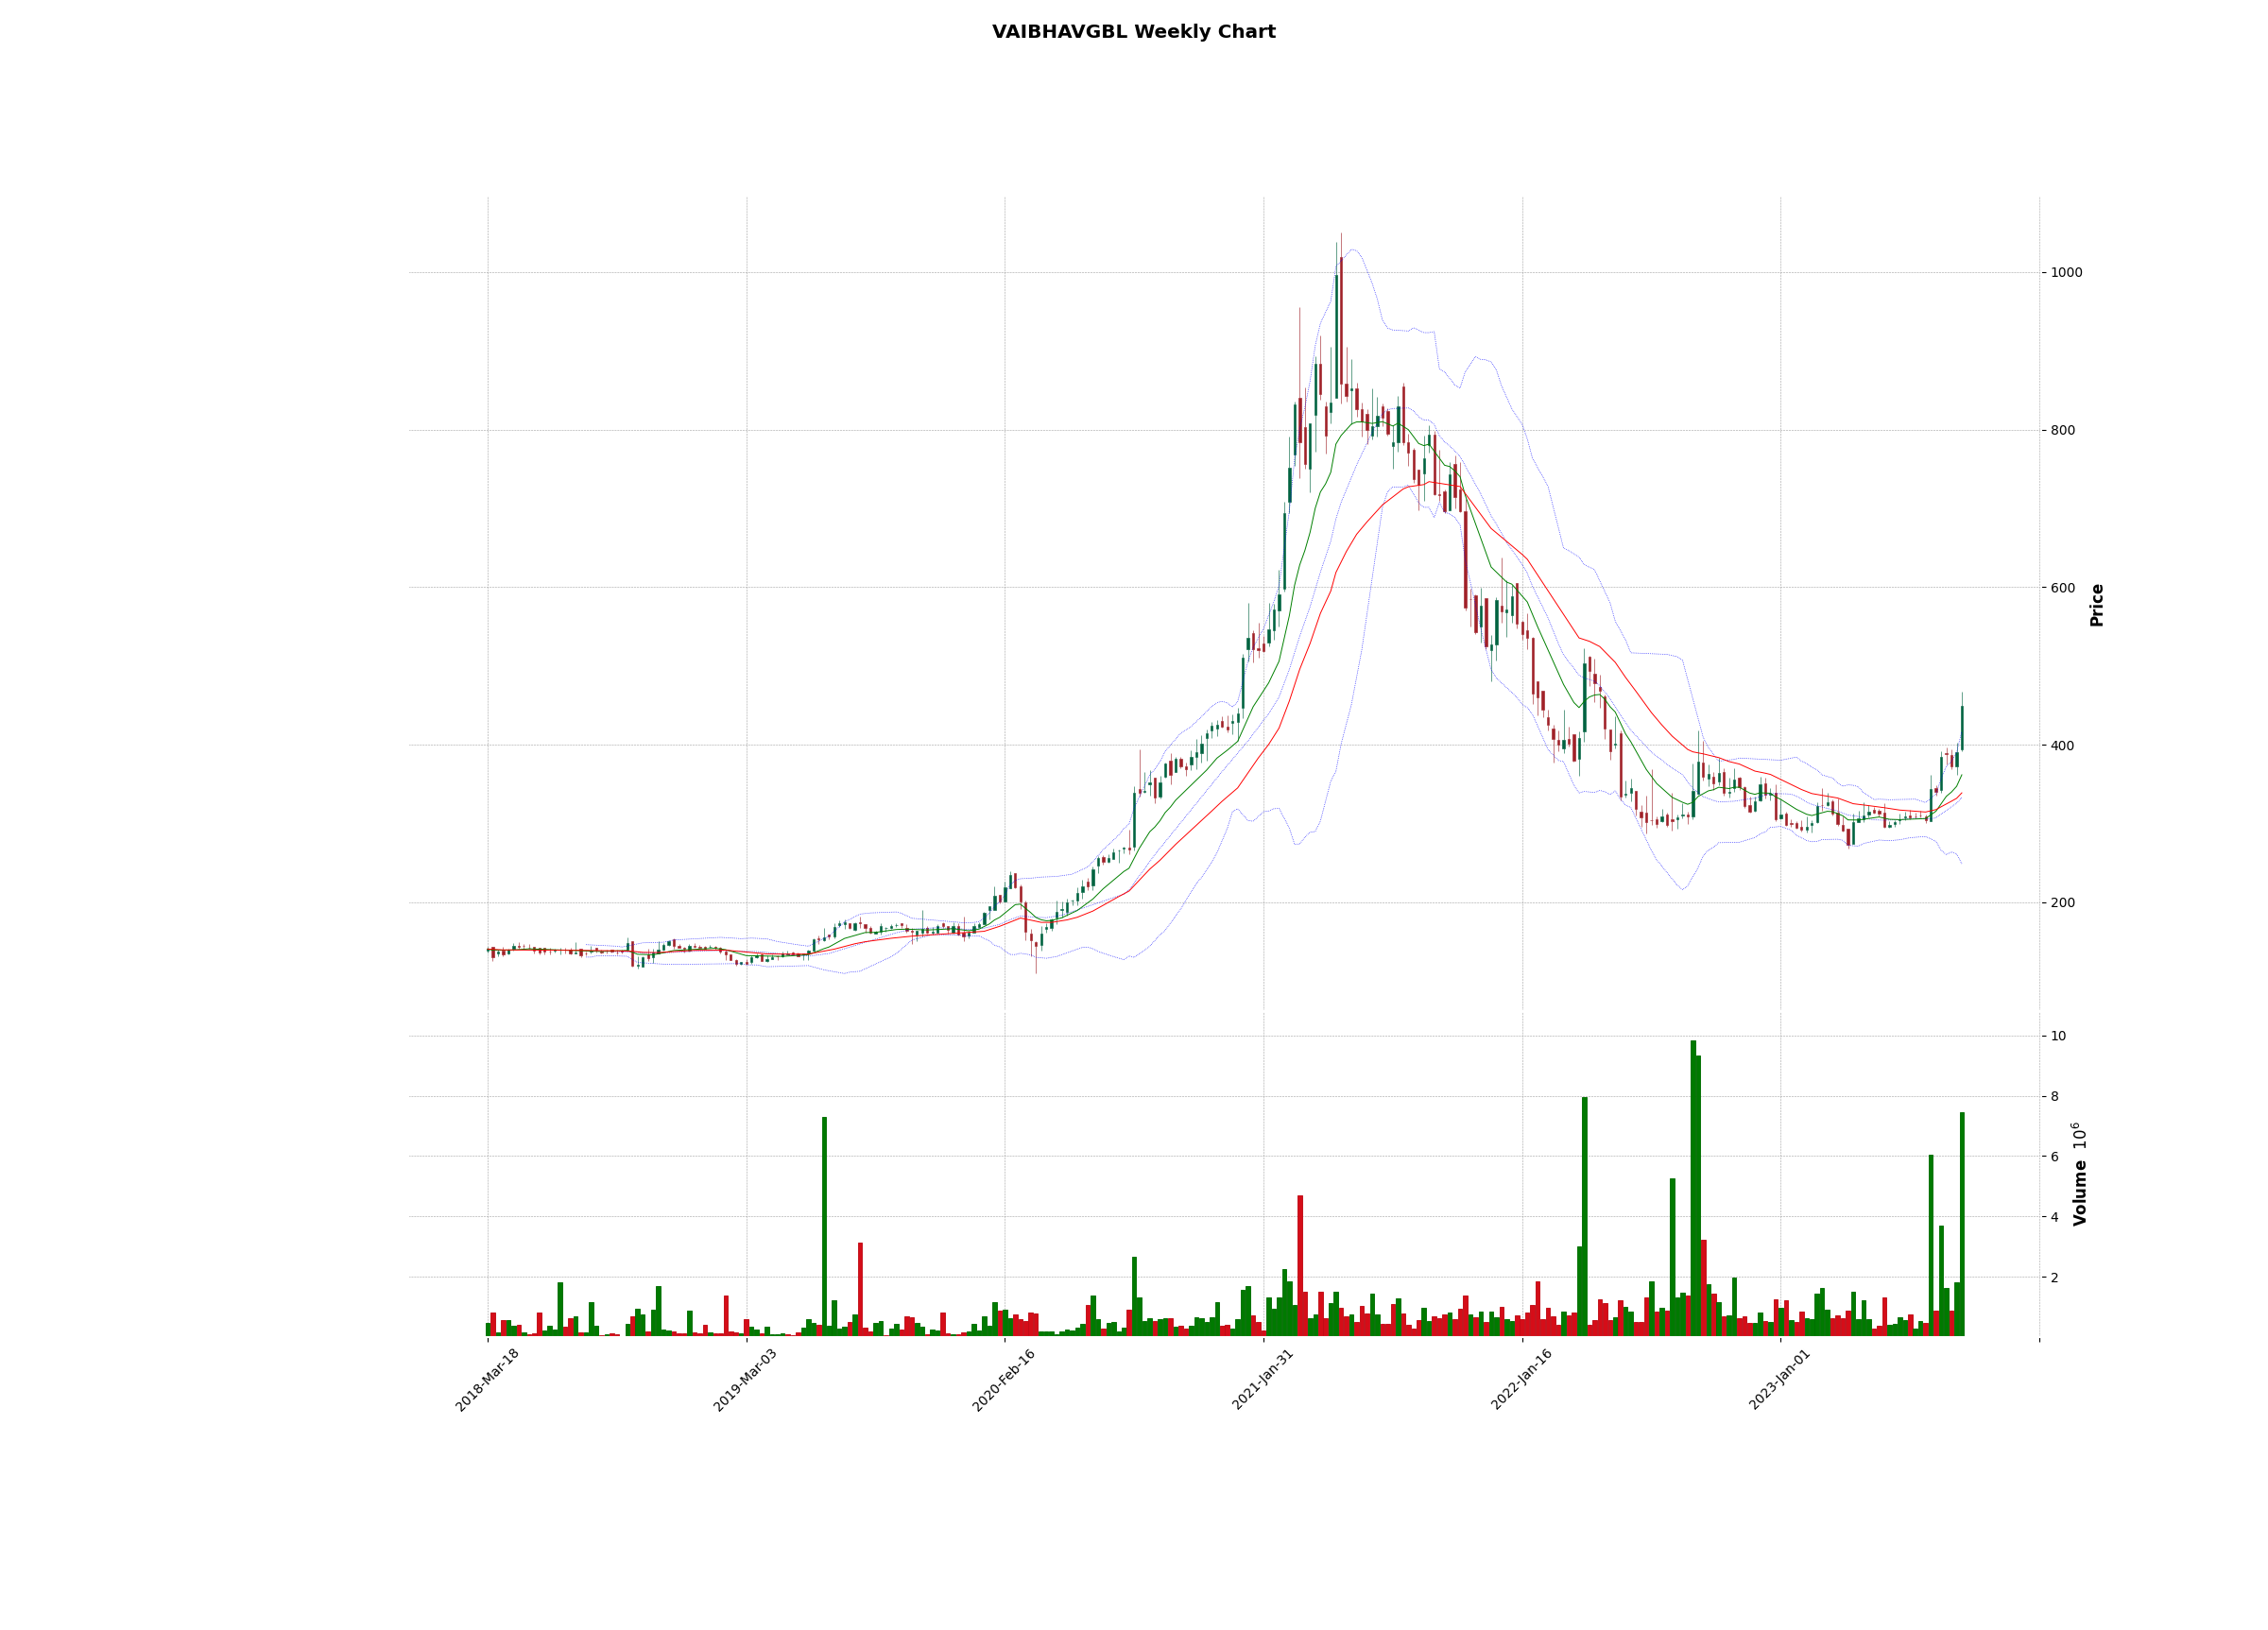 VAIBHAVGBL Weekly Chart
1000
800
600
400
200
Price
10
8
6
4
2
Volume 10^6
2018-Mar-18
2019-Mar-03
2020-Feb-16
2021-Jan-31
2022-Jan-16
2023-Jan-01